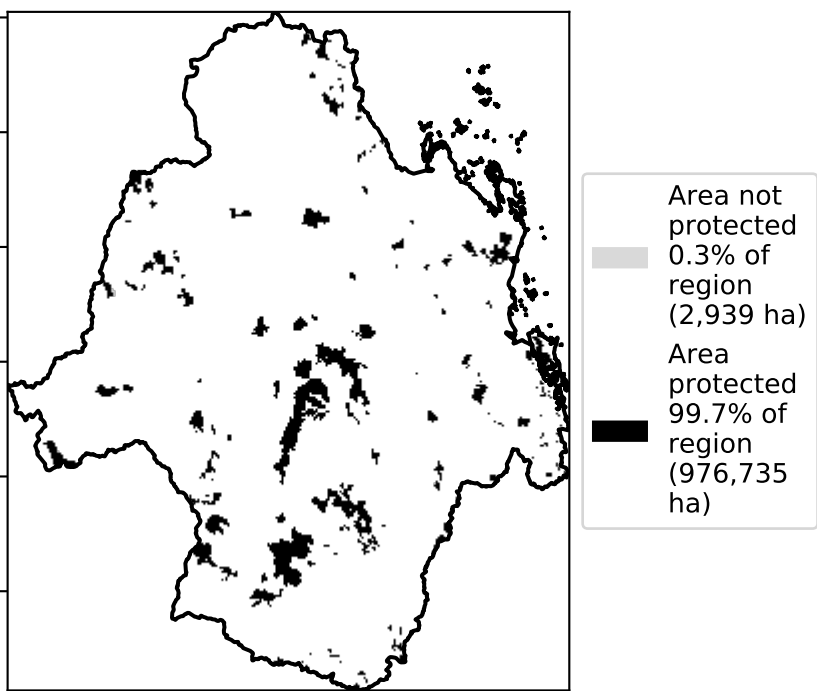 Area not
protected
0.3% of
region
(2,939 ha)
Area
protected
99.7% of
region
(976,735
ha)